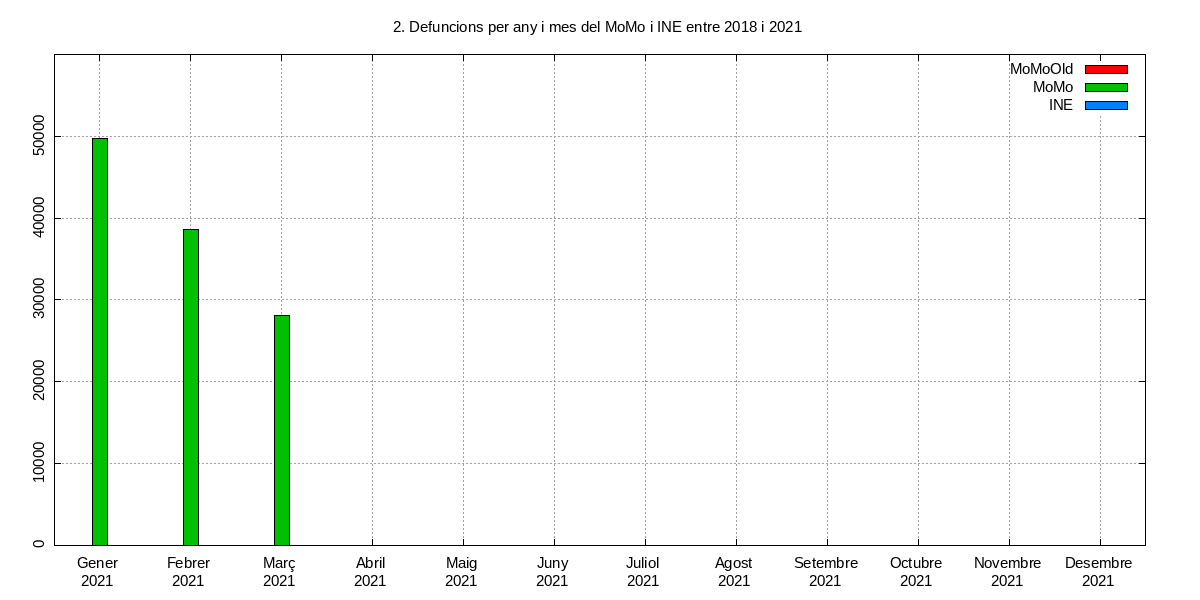 2. Defuncions per any i mes del MoMo i INE entre 2018 i 2021
MoMoOld
MoMo
INE
50000
40000
30000
20000
10000
0
Gener Febrer Març Abril Maig Juny Juliol Agost Setembre Octubre Novembre Desembre
2021 2021 2021 2021 2021 2021 2021 2021 2021 2021 2021 2021